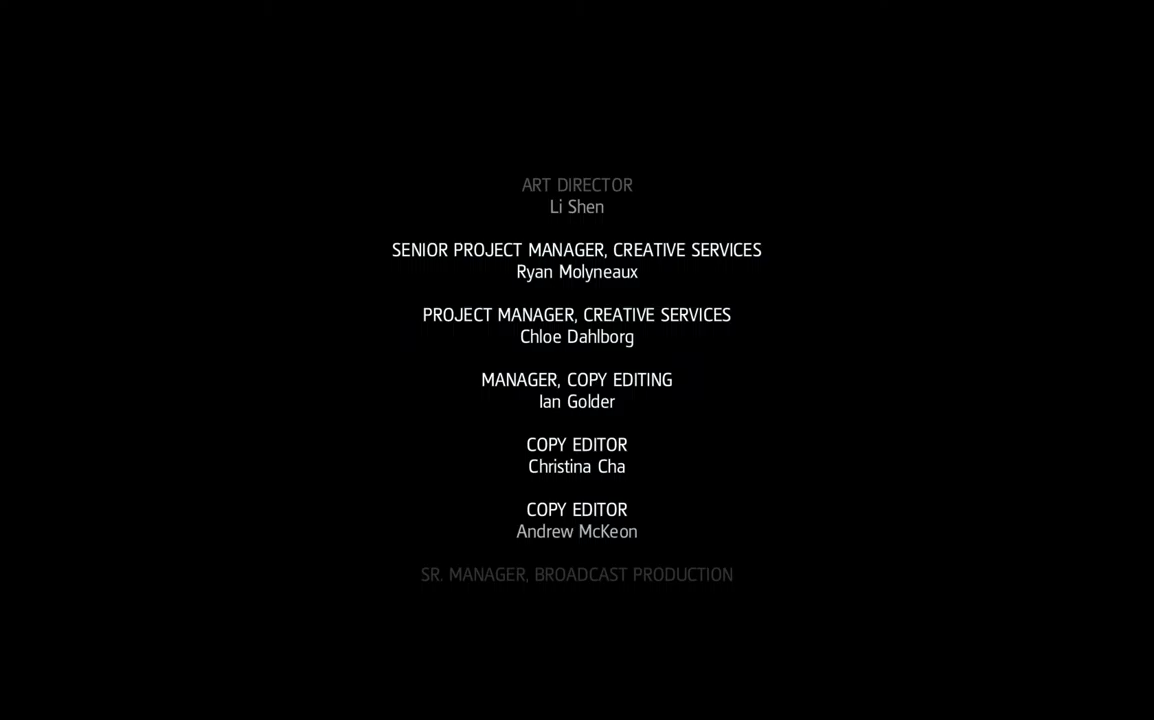 ART DIRECTOR
Li Shen
SENIOR PROJECT MANAGER, CREATIVE SERVICES
Ryan Molyneaux
PROJECT MANAGER, CREATIVE SERVICES
Chloe Dahlborg
MANAGER, COPY EDITING
Ian Golder
COPY EDITOR
Christina Cha
COPY EDITOR
Andrew McKeon
SR. MANAGER, BROADCAST PRODUCTION